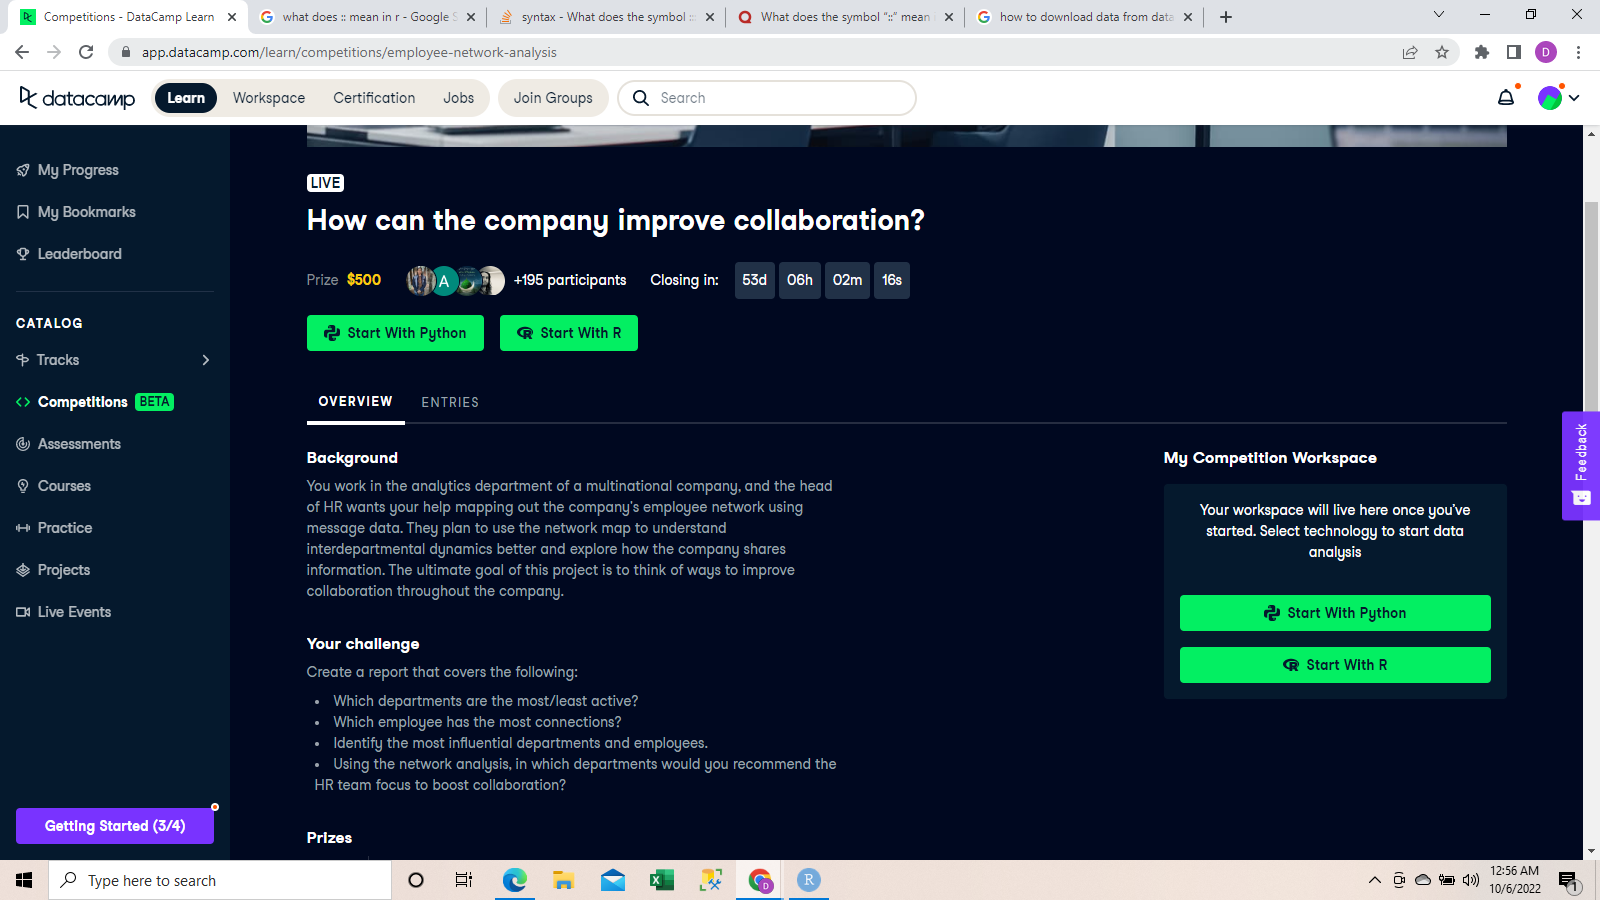 Competitions - DataCamp Learn
what does :: mean in r - Google S
syntax - What does the symbol ::
What does the symbol “::” mean
how to download data from data
app.datacamp.com/learn/competitions/employee-network-analysis
D
datacamp
Learn
Workspace
Certification
Jobs
Join Groups
Search
My Progress
My Bookmarks
Leaderboard
CATALOG
Tracks
Competitions BETA
Assessments
Courses
Practice
Projects
Live Events
Getting Started (3/4)
LIVE
How can the company improve collaboration?
Prize $500
A
+195 participants
Closing in:
53d 06h 02m 16s
Start With Python
Start With R
OVERVIEW
ENTRIES
Background
You work in the analytics department of a multinational company, and the head
of HR wants your help mapping out the company's employee network using
message data. They plan to use the network map to understand
interdepartmental dynamics better and explore how the company shares
information. The ultimate goal of this project is to think of ways to improve
collaboration throughout the company.
Your challenge
Create a report that covers the following:
• Which departments are the most/least active?
• Which employee has the most connections?
• Identify the most influential departments and employees.
• Using the network analysis, in which departments would you recommend the
HR team focus to boost collaboration?
Prizes
My Competition Workspace
Your workspace will live here once you've
started. Select technology to start data
analysis
Start With Python
Start With R
Feedback
Type here to search
D
R
12:56 AM
10/6/2022
1